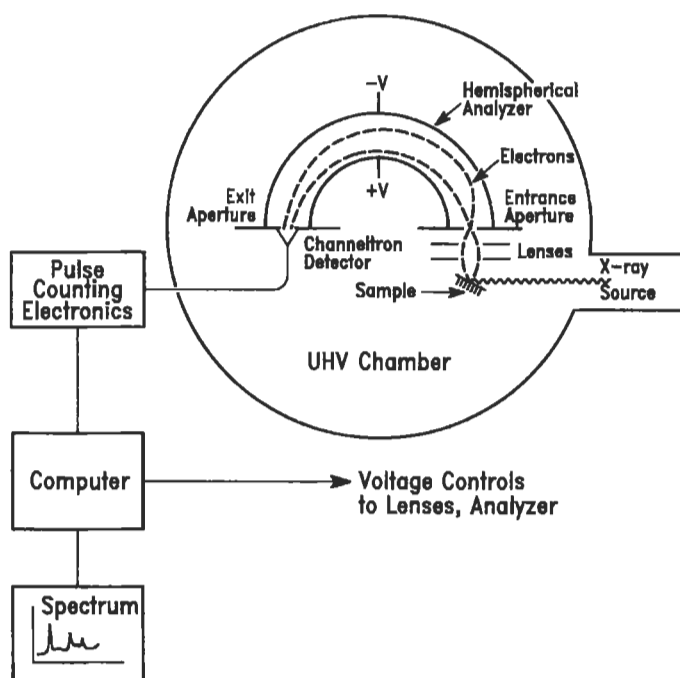 −V
Hemispherical
Analyzer
Electrons
+V
Exit
Aperture
Entrance
Aperture
Channeltron
Detector
Lenses
X-ray
Source
Sample
Pulse
Counting
Electronics
UHV Chamber
Computer
Voltage Controls
to Lenses, Analyzer
Spectrum